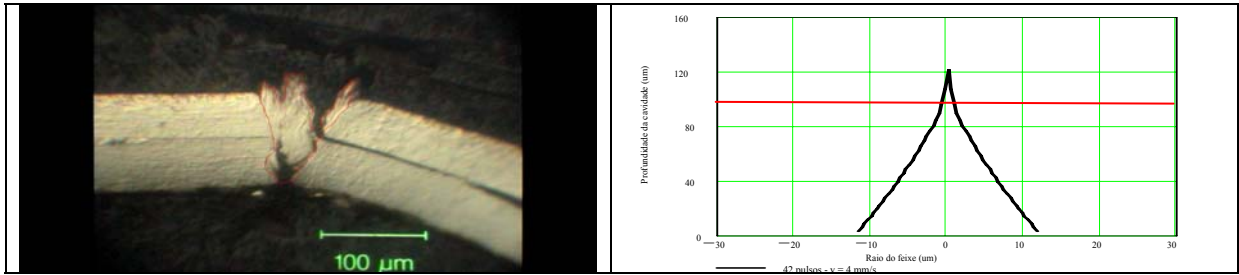 100 µm
160
120
80
40
0
Profundidade da cavidade (um)
—30 —20 —10 0 10 20 30
Raio do feixe (um)
42 pulsos - v = 4 mm/s